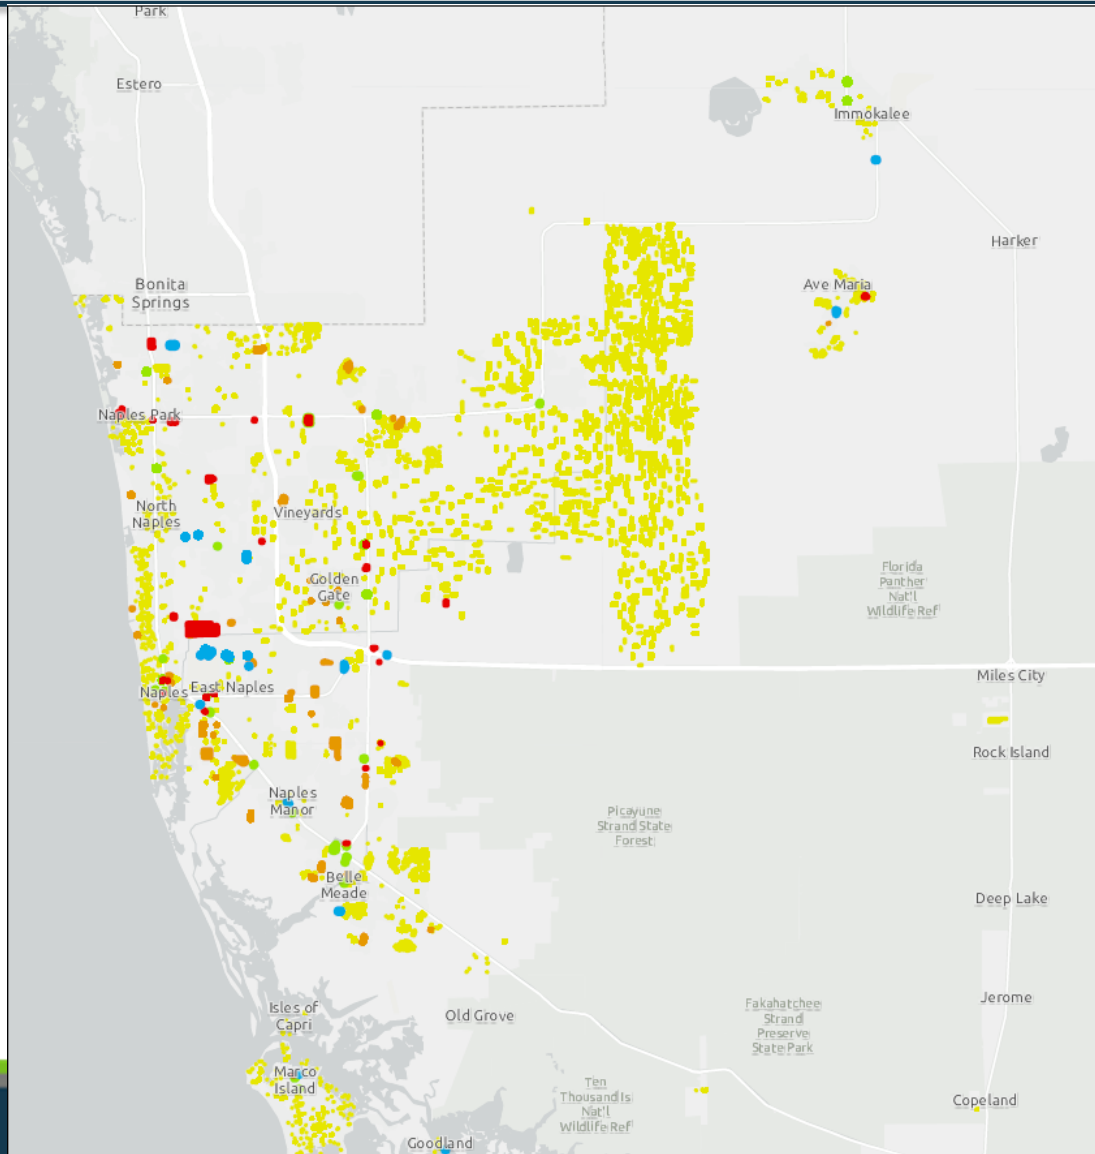 Park
Estero
Immokalee
Harker
Bonita
Springs
Ave Maria
Naples Park
North
Naples
Vineyards
Golden
Gate
Florida
Panther
Nat'l
Wildlife Ref
Naples
East Naples
Miles City
Rock Island
Naples
Manor
Picayune
Strand State
Forest
Belle
Meade
Deep Lake
Isles of
Capri
Old Grove
Jerome
Fakahatchee
Strand
Preserve
State Park
Marco
Island
Ten
Thousand Is
Nat'l
Wildlife Ref
Copeland
Goodland